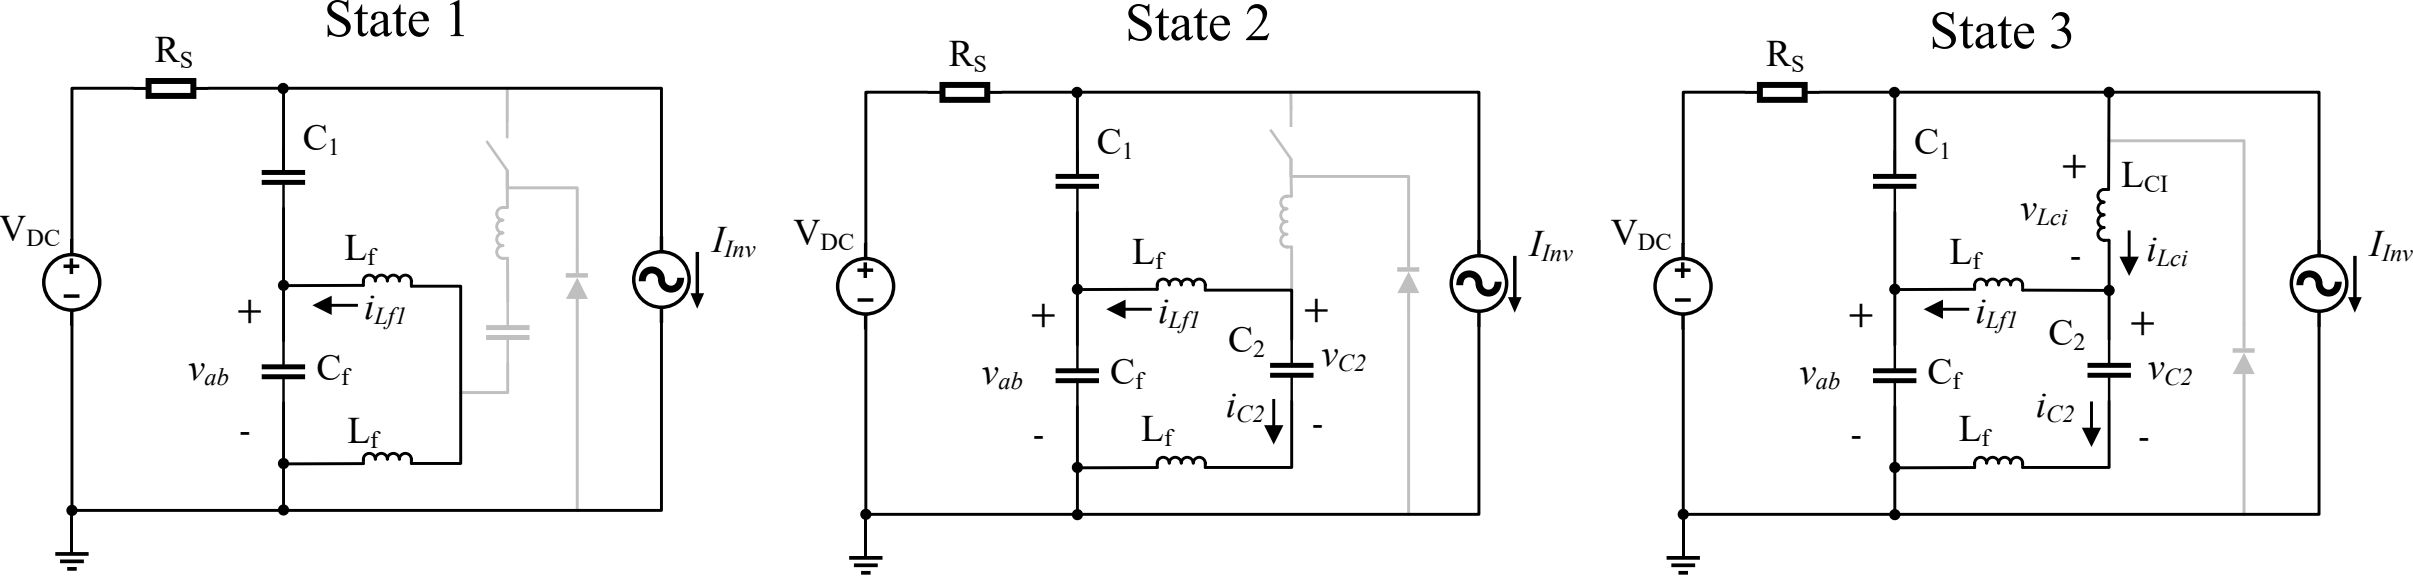 State 1
R_S
C_1
V_DC
+
-
L_f
I_Inv
+
i_Lf1
v_ab
C_f
-
L_f
State 2
R_S
C_1
V_DC
+
-
L_f
I_Inv
+
i_Lf1
+
C_2
v_C2
v_ab
C_f
i_C2
-
-
L_f
State 3
R_S
C_1
+
L_CI
v_Lci
V_DC
+
-
L_f
-
i_Lci
I_Inv
+
i_Lf1
+
C_2
v_C2
v_ab
C_f
i_C2
-
-
L_f